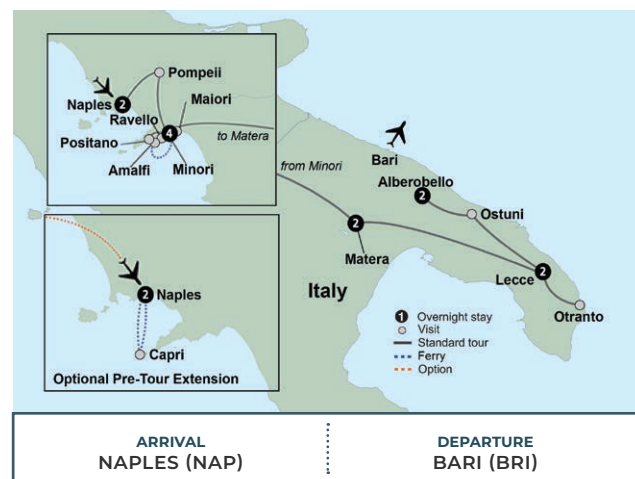 Pompeii
Naples
2
Maiori
Ravello
4
to Matera
Positano
Amalfi
Minori
from Minori
Bari
Alberobello
2
Ostuni
2
Matera
Lecce
2
Otranto
Italy
2
Naples
Capri
Optional Pre-Tour Extension
1 Overnight stay
Visit
Standard tour
Ferry
Option
ARRIVAL
NAPLES (NAP)
DEPARTURE
BARI (BRI)